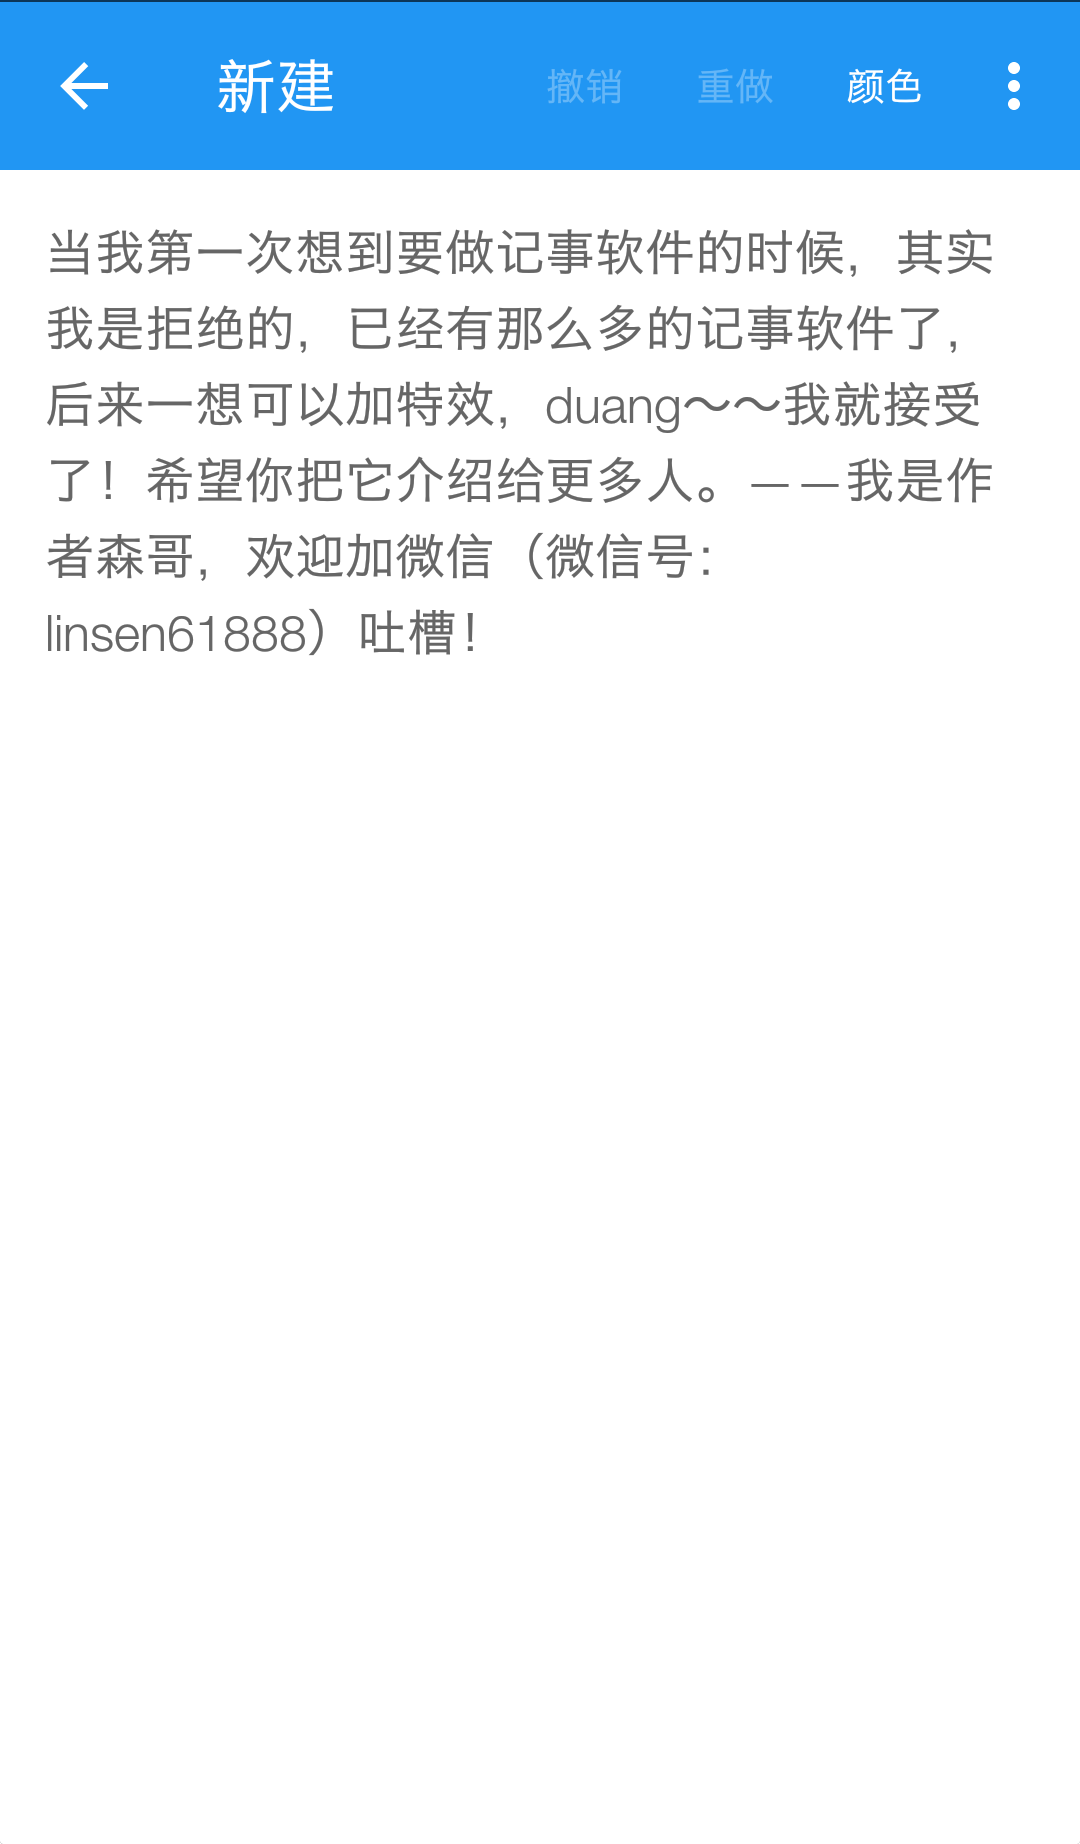 新建 撤销 重做 颜色
当我第一次想到要做记事软件的时候，其实
我是拒绝的，已经有那么多的记事软件了，
后来一想可以加特效，duang～～我就接受
了！希望你把它介绍给更多人。——我是作
者森哥，欢迎加微信（微信号：
linsen61888）吐槽！